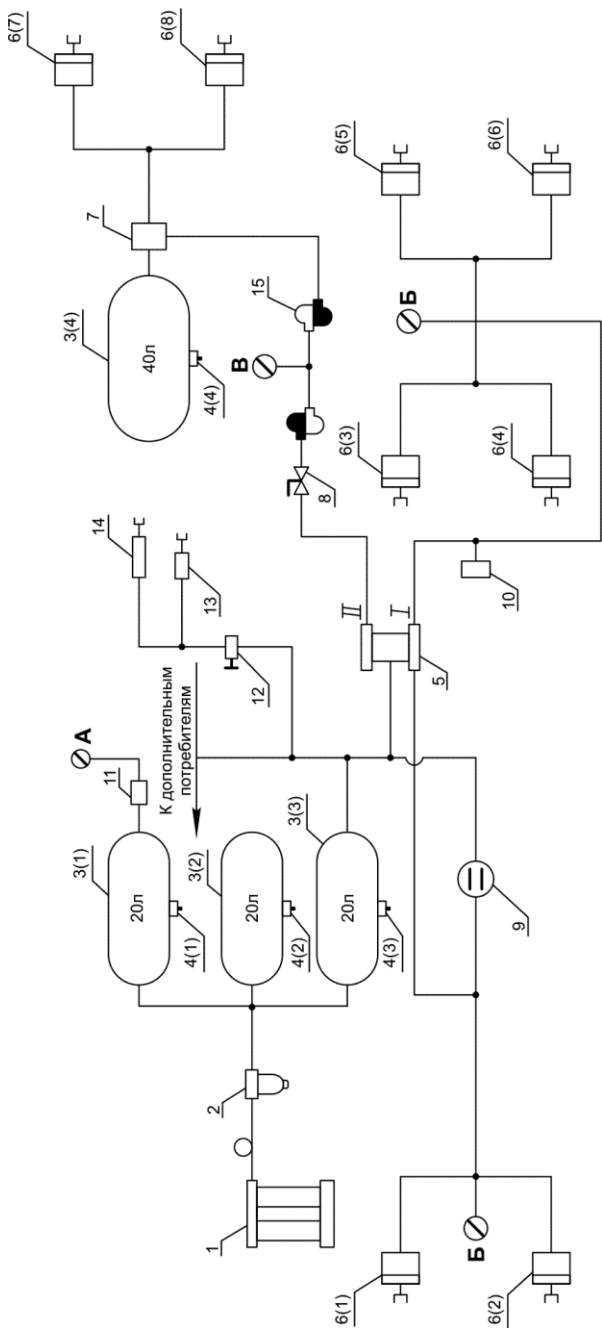 6(7)
3(1)
А
14
3(4)
7
11
20л
40л
6(8)
К дополнительным
потребителям
4(1)
3(2)
13
4(4)
1
2
20л
12
В
15
4(2)
3(3)
8
6(1)
20л
II
6(3)
6(5)
4(3)
I
Б
5
Б
6(2)
6(4)
6(6)
9
10